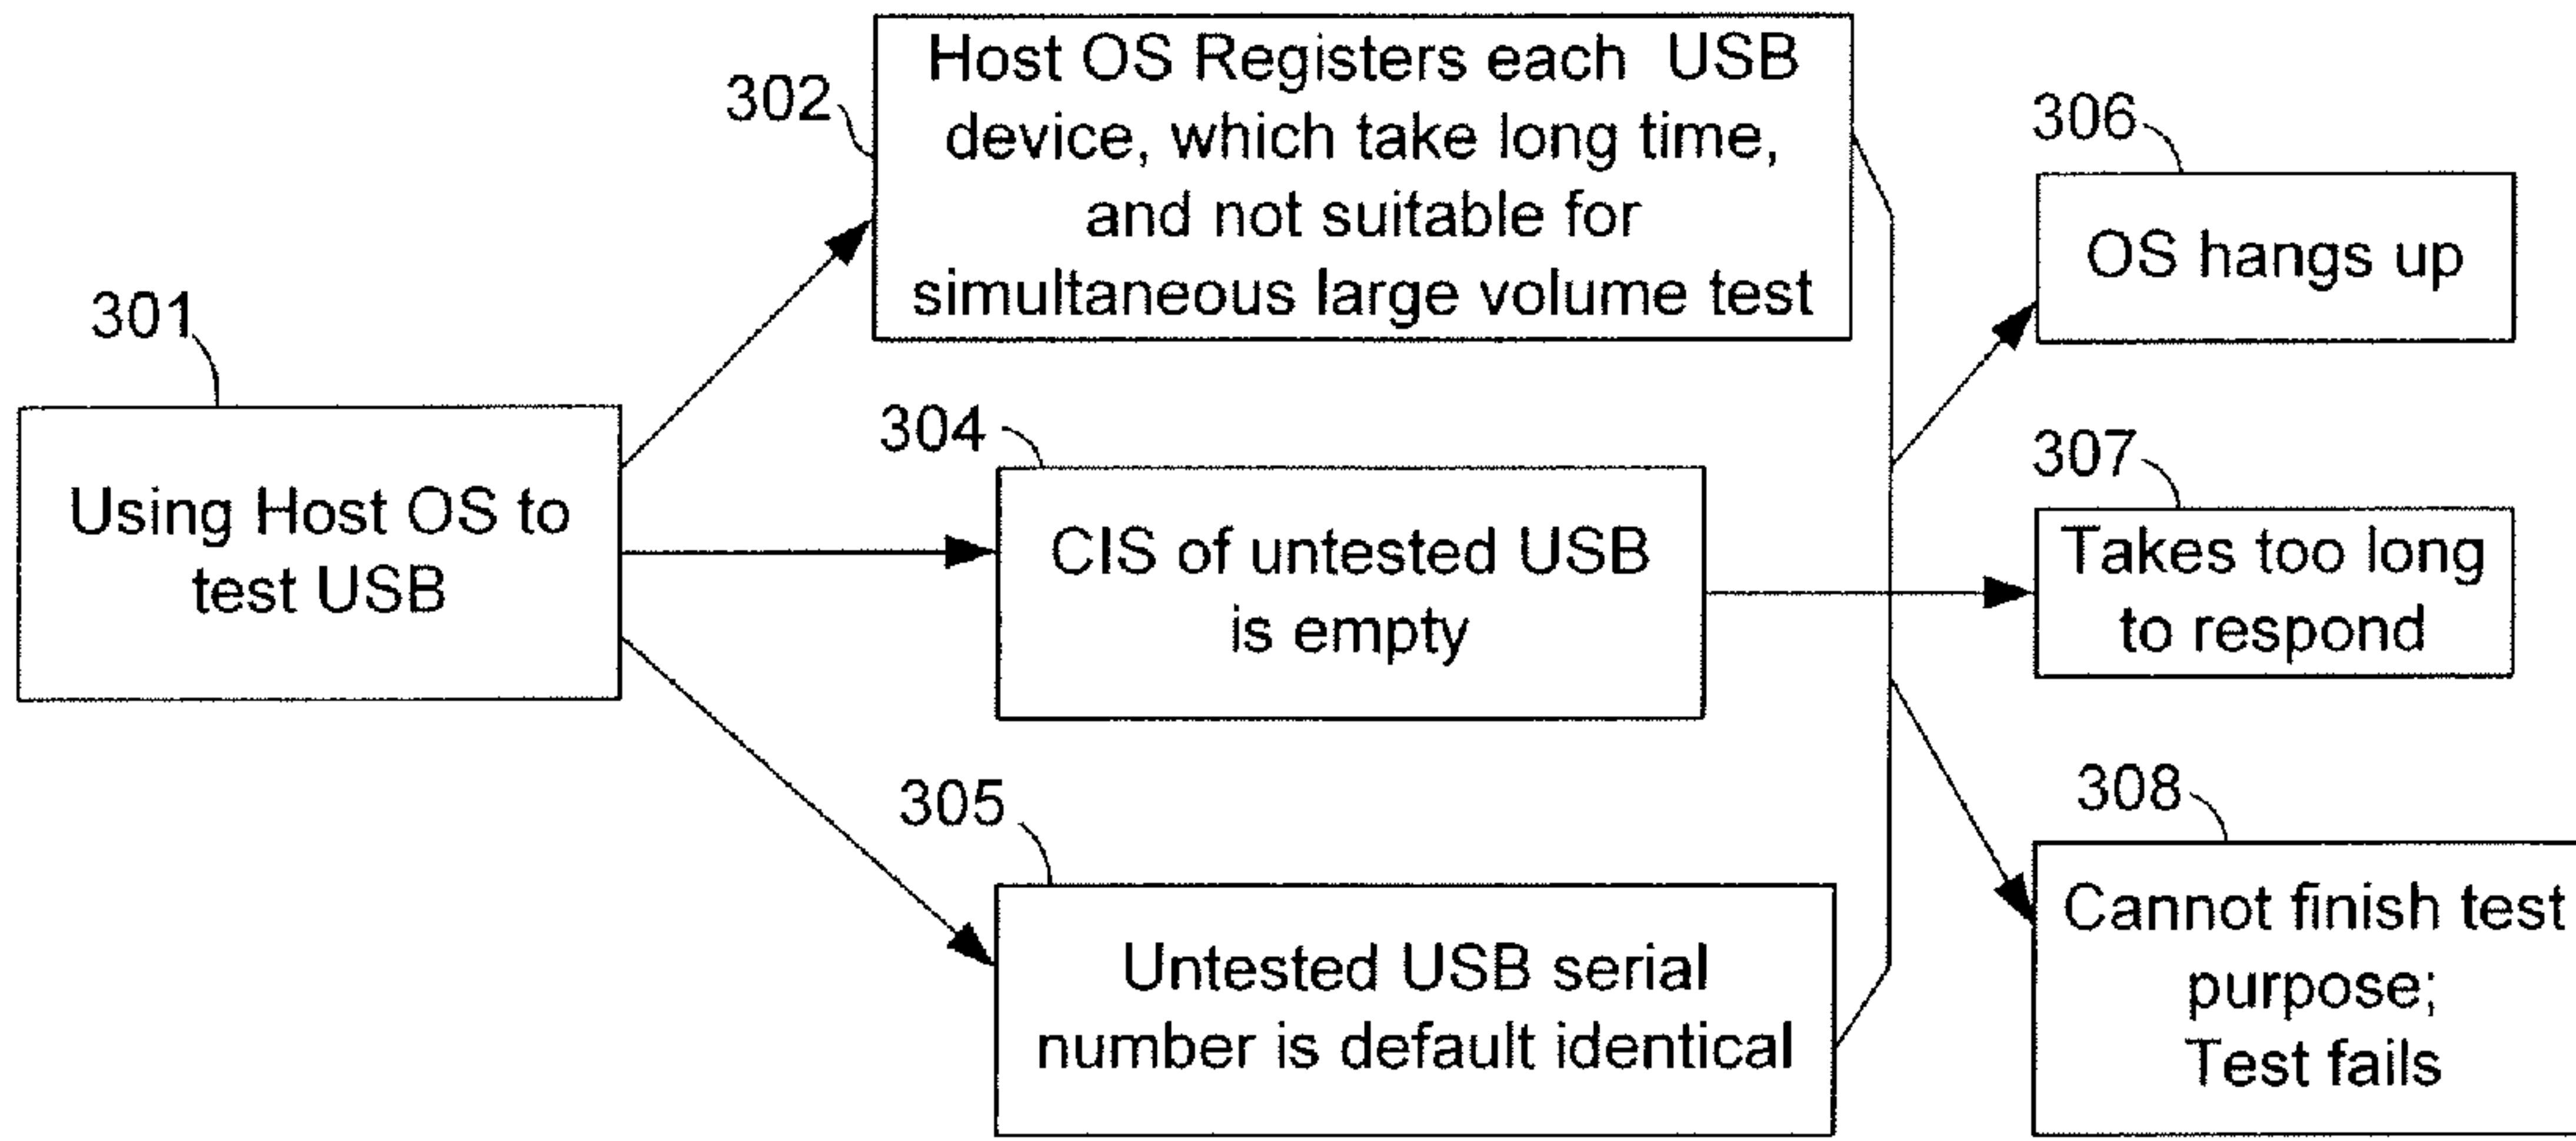 301
Using Host OS to
test USB
302
Host OS Registers each USB
device, which take long time,
and not suitable for
simultaneous large volume test
304
CIS of untested USB
is empty
305
Untested USB serial
number is default identical
306
OS hangs up
307
Takes too long
to respond
308
Cannot finish test
purpose;
Test fails